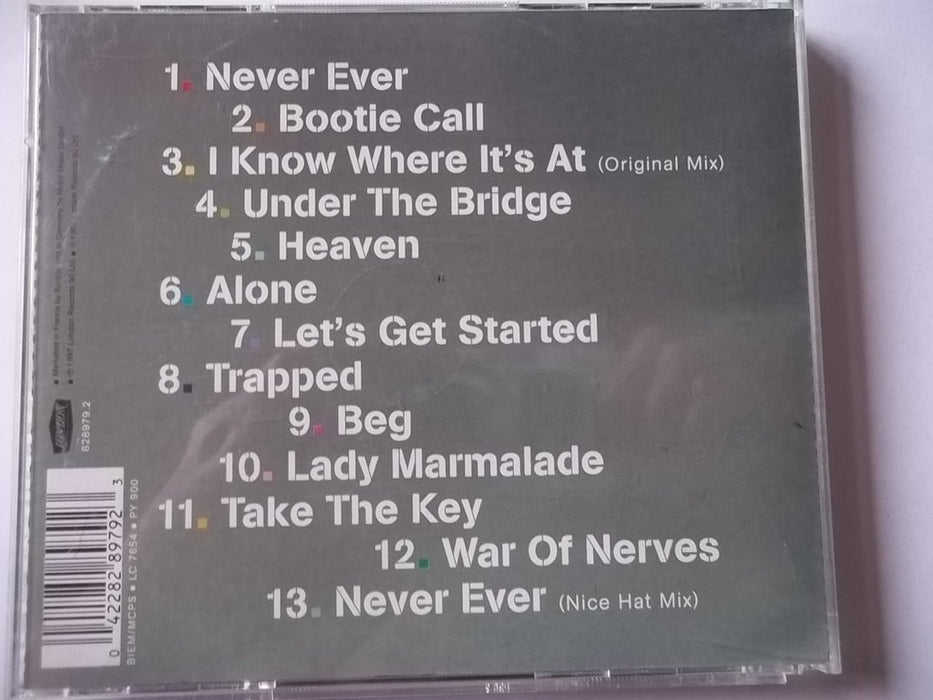 1. Never Ever
2. Bootie Call
3. I Know Where It's At (Original Mix)
4. Under The Bridge
5. Heaven
6. Alone
7. Let's Get Started
8. Trapped
9. Beg
10. Lady Marmalade
11. Take The Key
12. War Of Nerves
13. Never Ever (Nice Hat Mix)
LONDON
828979.2
0 42282 89792 3
BIEM/MCPS ■ LC 7654 ■ PY 900